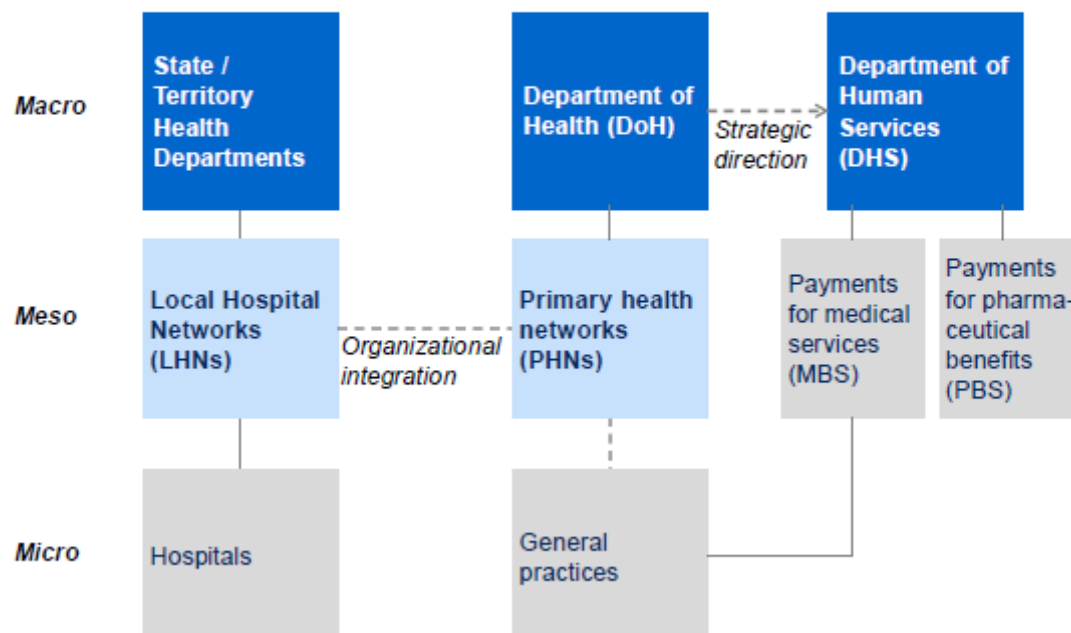 Macro
State /
Territory
Health
Departments
Department of
Health (DoH)
Strategic
direction
Department of
Human
Services
(DHS)
Meso
Local Hospital
Networks
(LHNs)
Organizational
integration
Primary health
networks
(PHNs)
Payments
for medical
services
(MBS)
Payments
for pharma-
ceutical
benefits
(PBS)
Micro
Hospitals
General
practices